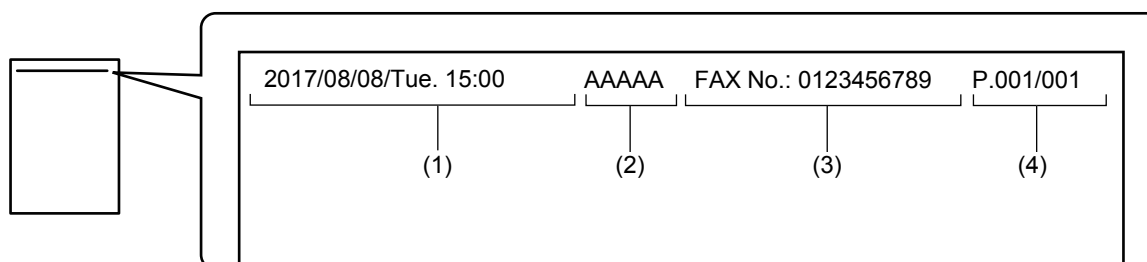 2017/08/08/Tue. 15:00 AAAAA FAX No.: 0123456789 P.001/001
(1) (2) (3) (4)